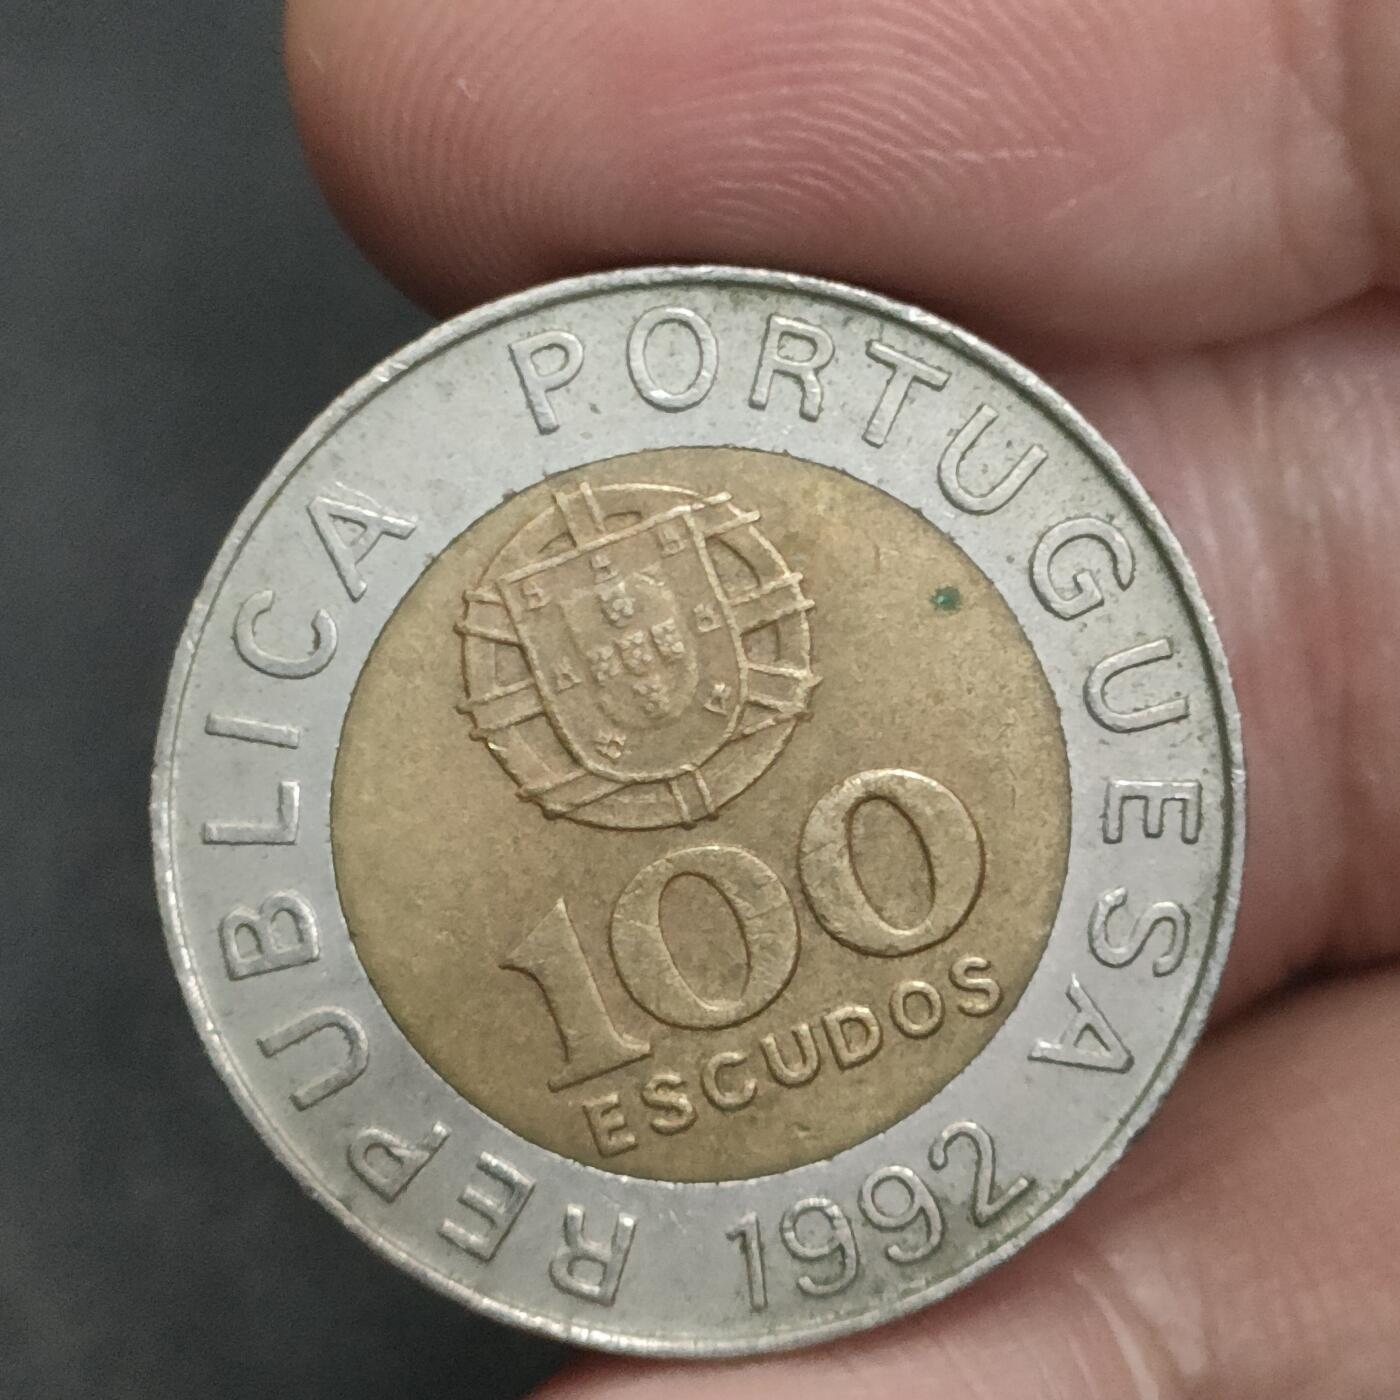 REPUBLICA PORTUGUESA
100
ESCUDOS
1992